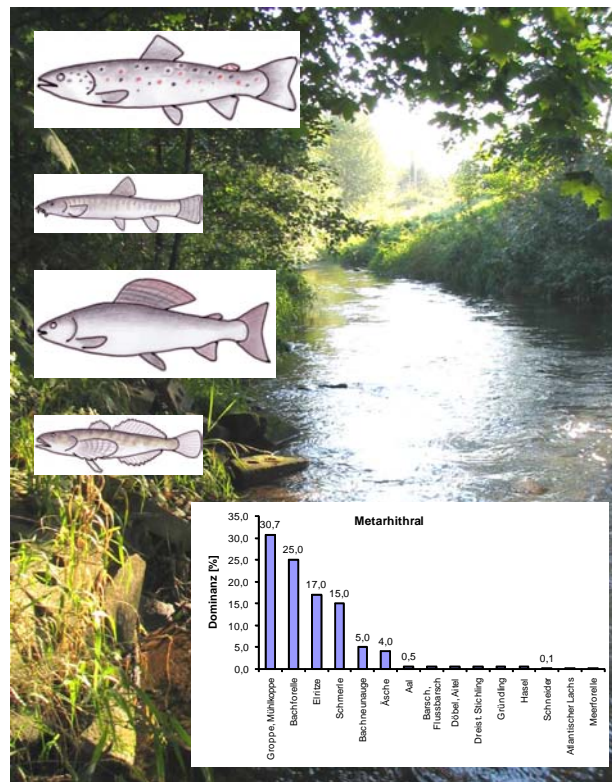 Metarhithral
Dominanz [%]
35,0
30,0
25,0
20,0
15,0
10,0
5,0
0,0
30,7
25,0
17,0
15,0
5,0
4,0
0,5
0,1
Groppe, Mühlkoppe
Bachforelle
Elritze
Schmerle
Bachneunauge
Äsche
Aal
Barsch,
Flussbarsch
Döbel, Aitel
Dreist. Stichling
Gründling
Hasel
Schneider
Atlantischer Lachs
Meerforelle